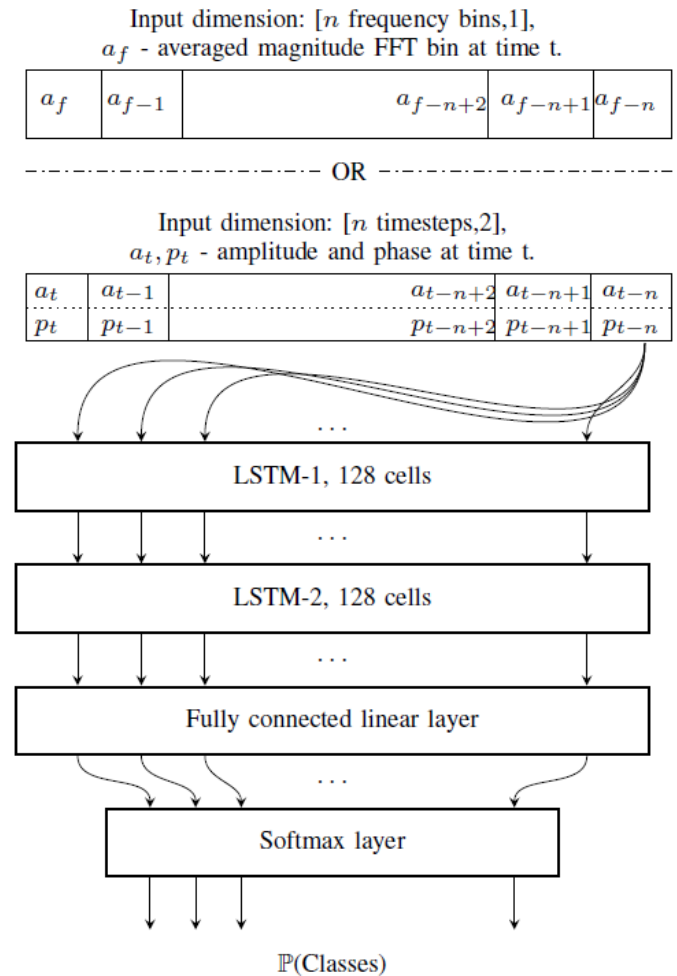 Input dimension: [n frequency bins,1],
a_f - averaged magnitude FFT bin at time t.
a_f a_{f−1} a_{f−n+2} a_{f−n+1} a_{f−n}
OR
Input dimension: [n timesteps,2],
a_t, p_t - amplitude and phase at time t.
a_t a_{t−1} a_{t−n+2} a_{t−n+1} a_{t−n}
p_t p_{t−1} p_{t−n+2} p_{t−n+1} p_{t−n}
. . .
LSTM-1, 128 cells
. . .
LSTM-2, 128 cells
. . .
Fully connected linear layer
. . .
Softmax layer
ℙ(Classes)